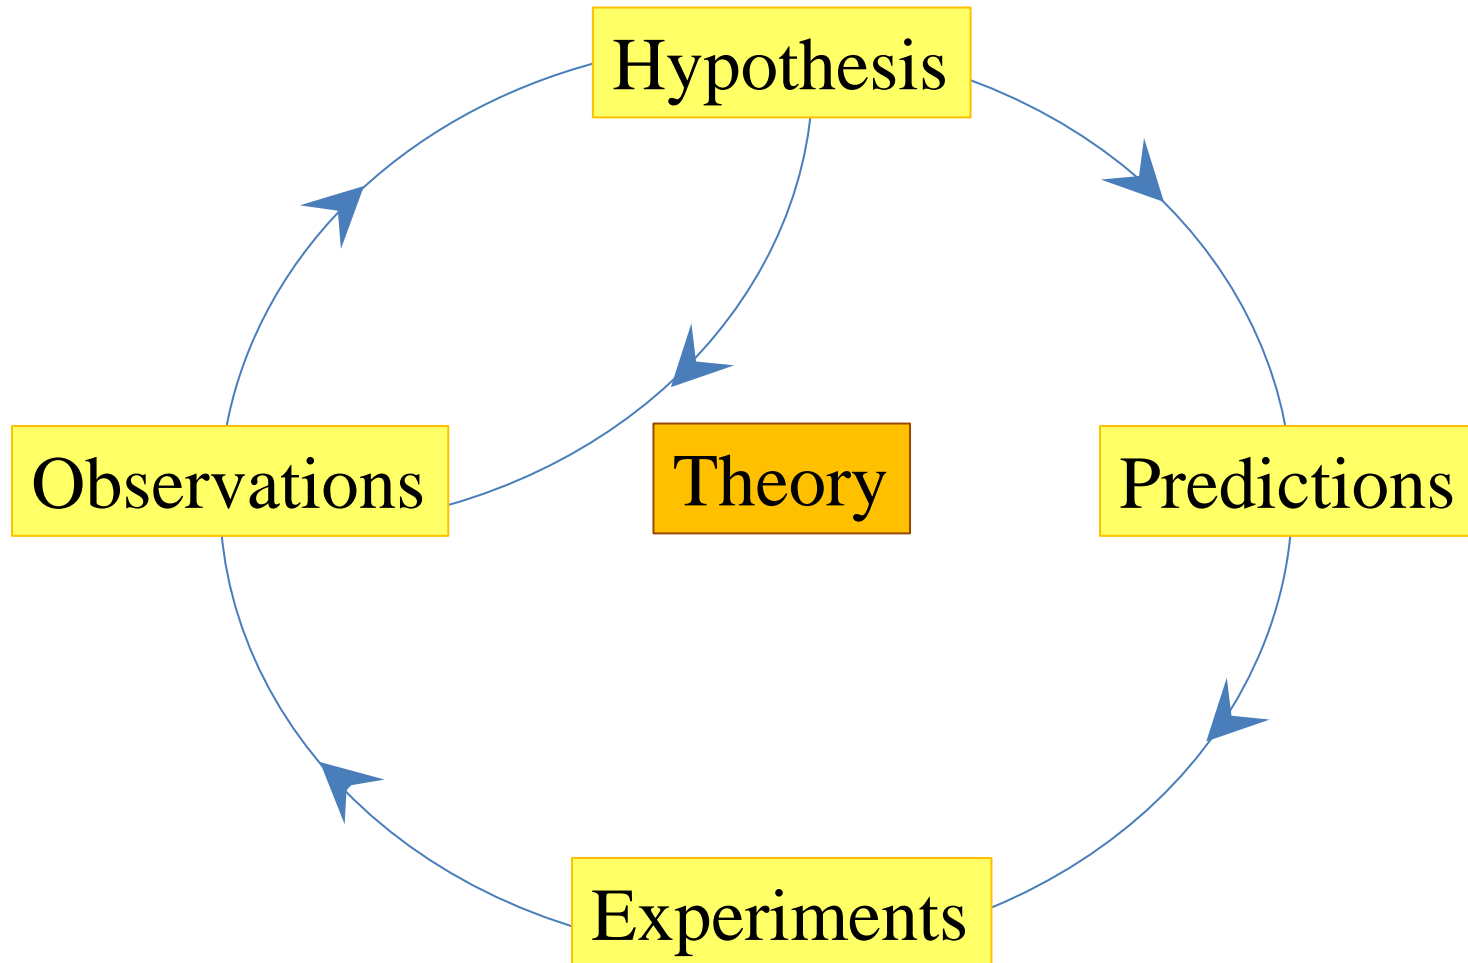 Hypothesis
Observations
Theory
Predictions
Experiments